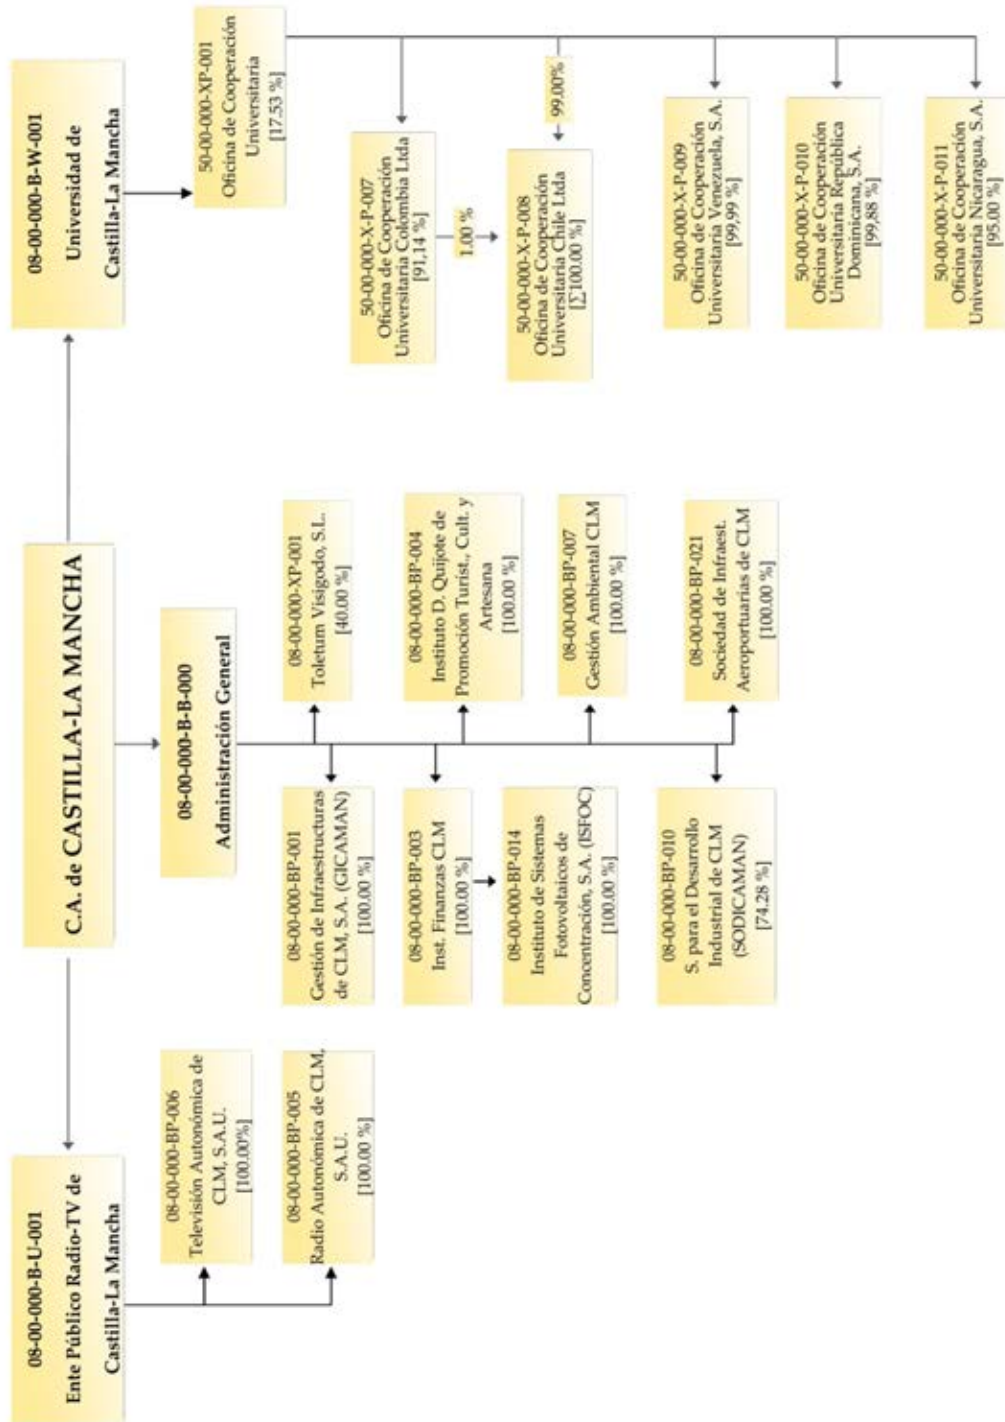 C.A. de CASTILLA-LA MANCHA
08-00-000-B-U-001
Ente Público Radio-TV de
Castilla-La Mancha
08-00-000-BP-006
Televisión Autonómica de
CLM, S.A.U.
[100.00%]
08-00-000-BP-005
Radio Autonómica de CLM,
S.A.U.
[100.00 %]
08-00-000-B-B-000
Administración General
08-00-000-BP-001
Gestión de Infraestructuras
de CLM, S.A. (GICAMAN)
[100.00 %]
08-00-000-XP-001
Toletum Visigodo, S.L.
[40.00 %]
08-00-000-BP-003
Inst. Finanzas CLM
[100.00 %]
08-00-000-BP-004
Instituto D. Quijote de
Promoción Turist., Cult. y
Artesana
[100.00 %]
08-00-000-BP-014
Instituto de Sistemas
Fotovoltaicos de
Concentración, S.A. (ISFOC)
[100.00 %]
08-00-000-BP-007
Gestión Ambiental CLM
[100.00 %]
08-00-000-BP-010
S. para el Desarrollo
Industrial de CLM
(SODICAMAN)
[74.28 %]
08-00-000-BP-021
Sociedad de Infraest.
Aeroportuarias de CLM
[100.00 %]
08-00-000-B-W-001
Universidad de
Castilla-La Mancha
50-00-000-XP-001
Oficina de Cooperación
Universitaria
[17.53 %]
50-00-000-X-P-007
Oficina de Cooperación
Universitaria Colombia Ltda
[91,14 %]
1.00 %
99.00%
50-00-000-X-P-008
Oficina de Cooperación
Universitaria Chile Ltda
[∑100.00 %]
50-00-000-X-P-009
Oficina de Cooperación
Universitaria Venezuela, S.A.
[99,99 %]
50-00-000-X-P-010
Oficina de Cooperación
Universitaria República
Dominicana, S.A.
[99,88 %]
50-00-000-X-P-011
Oficina de Cooperación
Universitaria Nicaragua, S.A.
[95.00 %]